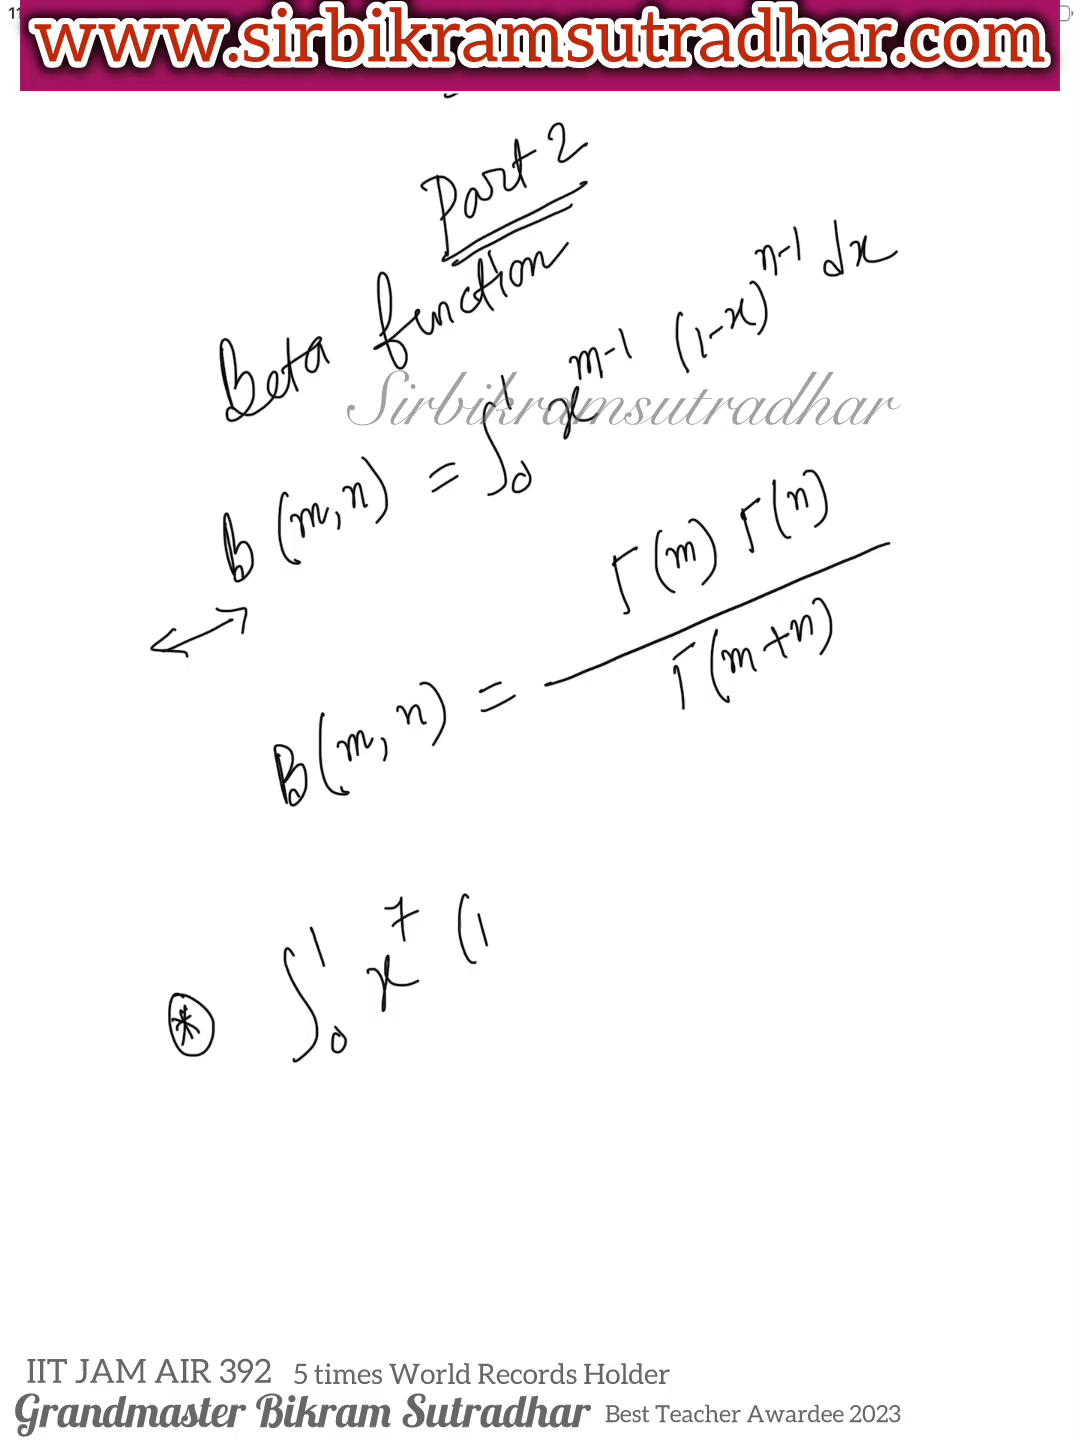 www.sirbikramsutradhar.com
Part 2
Beta function
B (m, n) = ∫₀¹ x^{m-1} (1-x)^{n-1} dx
Sirbikramsutradhar
B (m, n) = Γ(m) Γ(n) / Γ(m+n)
⊛ ∫₀¹ x^7 (1
IIT JAM AIR 392 5 times World Records Holder
Grandmaster Bikram Sutradhar Best Teacher Awardee 2023